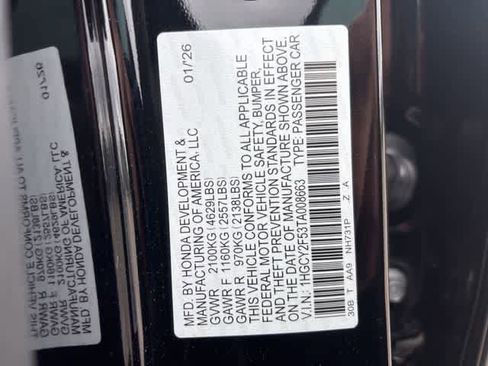 MFD. BY HONDA DEVELOPMENT & 01/26
MANUFACTURING OF AMERICA, LLC
GVWR 2100KG(4629LBS)
GAWR F 1160KG(2557LBS)
GAWR R 970KG(2138LBS)
THIS VEHICLE CONFORMS TO ALL APPLICABLE
FEDERAL MOTOR VEHICLE SAFETY, BUMPER,
AND THEFT PREVENTION STANDARDS IN EFFECT
ON THE DATE OF MANUFACTURE SHOWN ABOVE.
V.I.N.: 1HGCY2F53TA008663 TYPE: PASSENGER CAR
30B T AA9 NH731P Z A